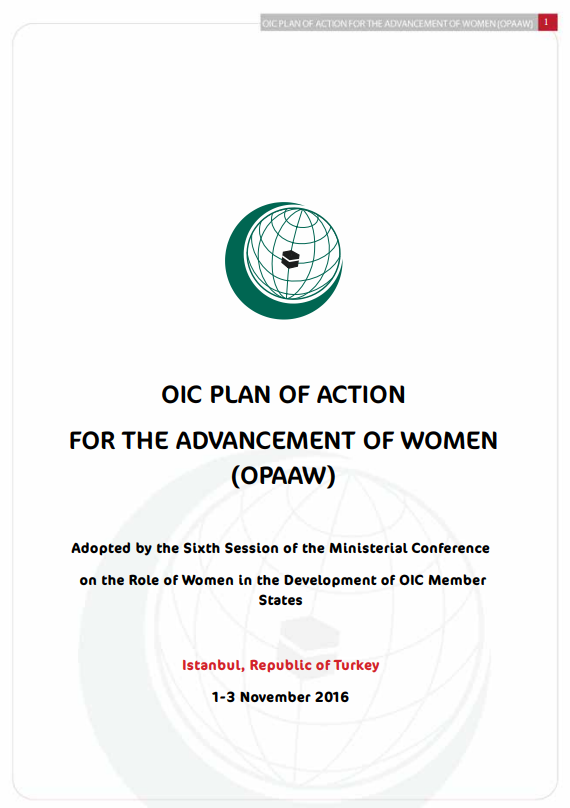 OIC PLAN OF ACTION FOR THE ADVANCEMENT OF WOMEN (OPAAW) 1
OIC PLAN OF ACTION
FOR THE ADVANCEMENT OF WOMEN
(OPAAW)
Adopted by the Sixth Session of the Ministerial Conference
on the Role of Women in the Development of OIC Member
States
Istanbul, Republic of Turkey
1-3 November 2016